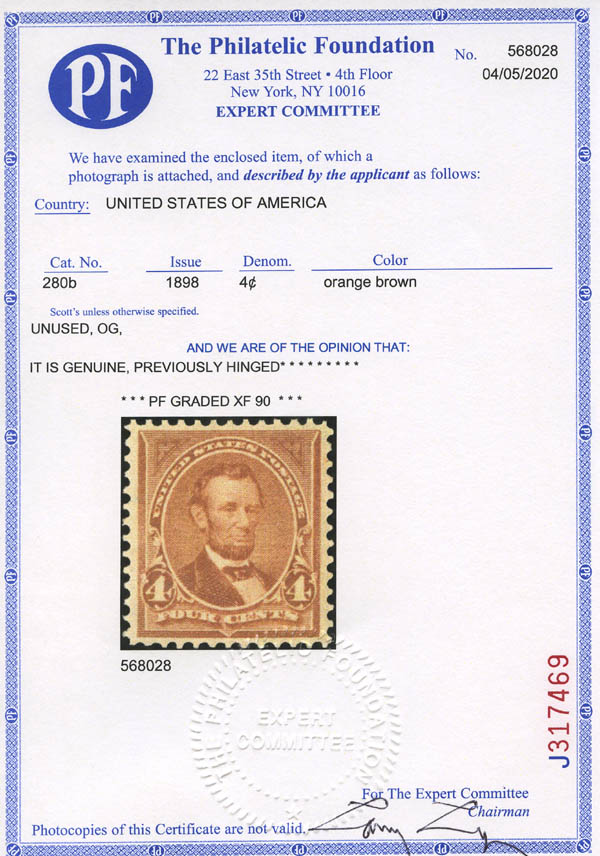 PF
The Philatelic Foundation
22 East 35th Street • 4th Floor
New York, NY 10016
EXPERT COMMITTEE
No. 568028
04/05/2020
We have examined the enclosed item, of which a
photograph is attached, and described by the applicant as follows:
Country: UNITED STATES OF AMERICA
Cat. No. Issue Denom. Color
280b 1898 4¢ orange brown
Scott's unless otherwise specified.
UNUSED, OG,
AND WE ARE OF THE OPINION THAT:
IT IS GENUINE, PREVIOUSLY HINGED* * * * * * * * *
* * * PF GRADED XF 90 * * *
UNITED STATES POSTAGE
4 4
FOUR CENTS
568028
THE PHILATELIC FOUNDATION
EXPERT
COMMITTEE
J317469
For The Expert Committee
Chairman
Photocopies of this Certificate are not valid.